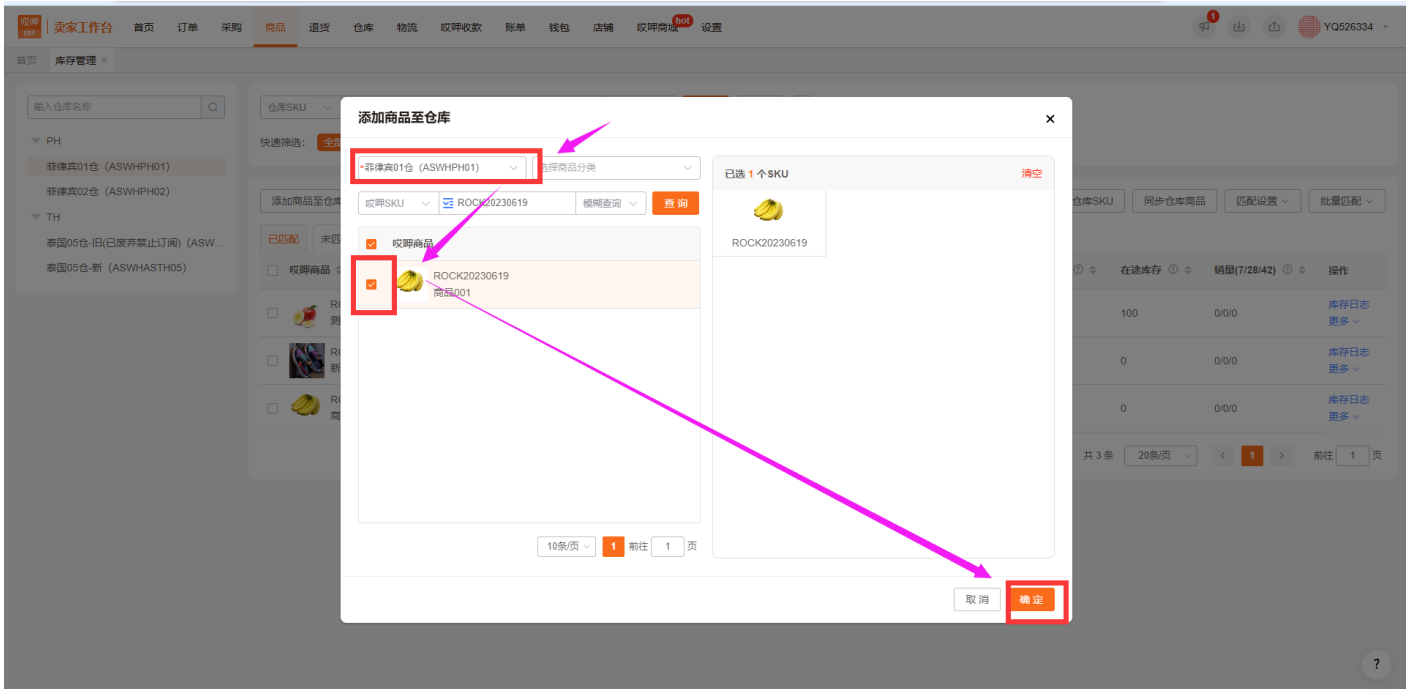 哎呷
ERP
卖家工作台 首页 订单 采购 商品 退货 仓库 物流 哎呷收款 账单 钱包 店铺 哎呷商城 hot 设置 1 YQ526334
首页 库存管理 ×
输入仓库名称
PH
菲律宾01仓 (ASWHPH01)
菲律宾02仓 (ASWHPH02)
TH
泰国05仓-旧(已废弃禁止订阅) (ASW...
泰国05仓-新 (ASWHASTH05)
仓库SKU
快速筛选:
添加商品至仓库
已匹配
哎呷商品
添加商品至仓库 ×
*菲律宾01仓 (ASWHPH01) 选择商品分类
哎呷SKU ROCK20230619 模糊查询 查 询
哎呷商品
ROCK20230619
商品001
10条/页 1 前往 1 页
已选 1 个SKU 清空
ROCK20230619
取 消 确 定
仓库SKU 同步仓库商品 匹配设置 批量匹配
在途库存 销量(7/28/42) 操作
100 0/0/0 库存日志
更多
0 0/0/0 库存日志
更多
0 0/0/0 库存日志
更多
共 3 条 20条/页 < 1 > 前往 1 页
?